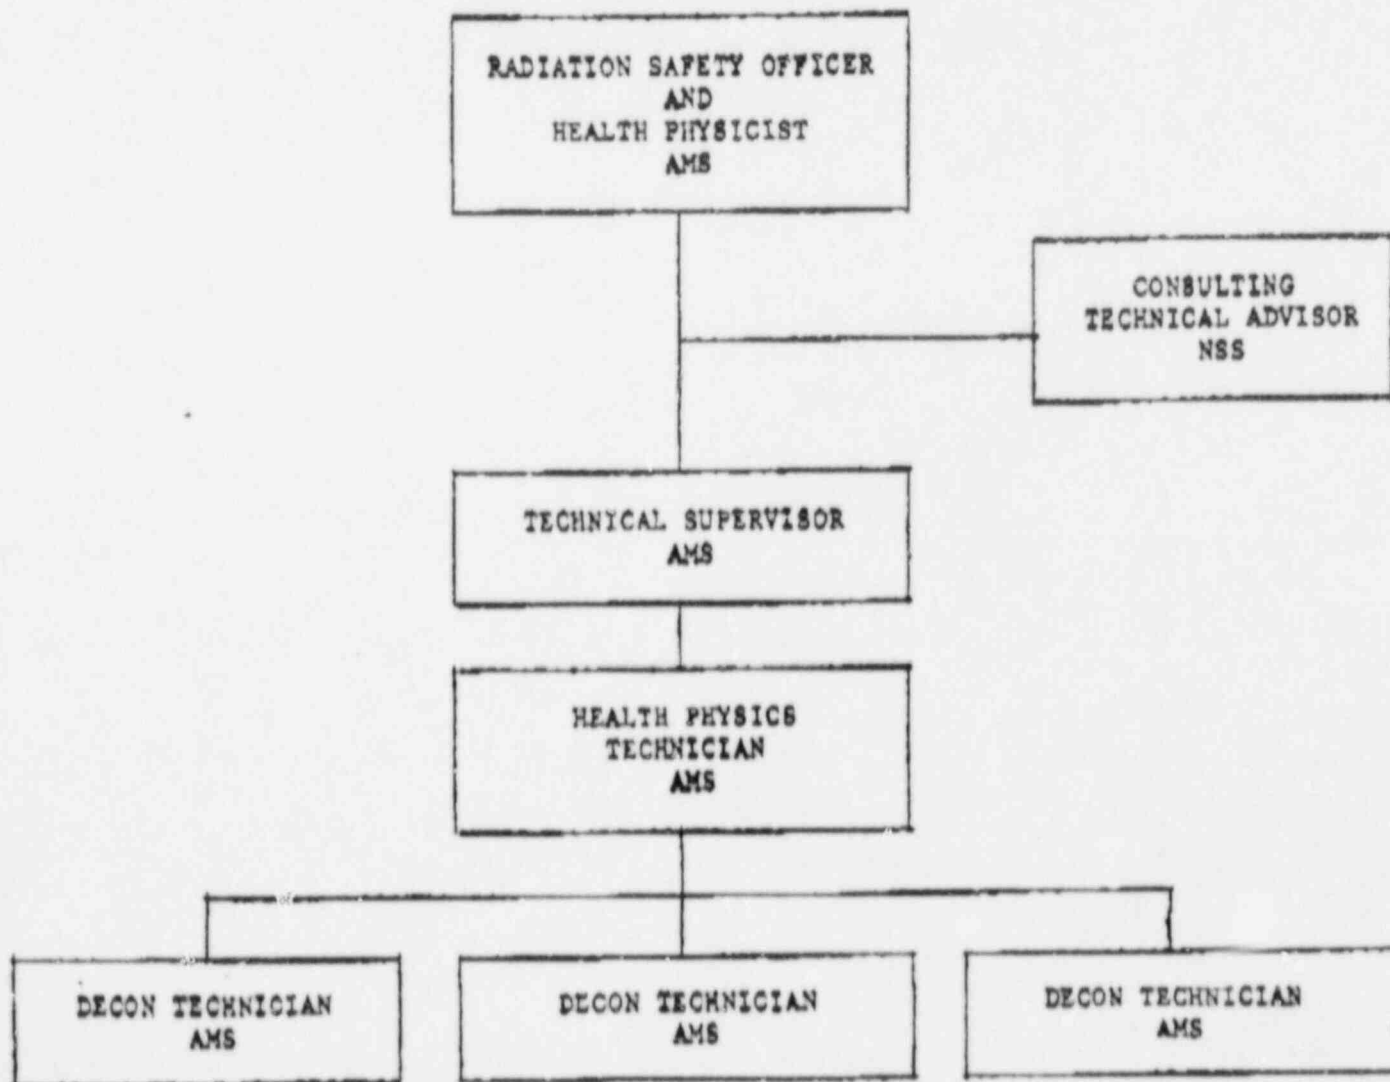 RADIATION SAFETY OFFICER
AND
HEALTH PHYSICIST
AMS
CONSULTING
TECHNICAL ADVISOR
NSS
TECHNICAL SUPERVISOR
AMS
HEALTH PHYSICS
TECHNICIAN
AMS
DECON TECHNICIAN
AMS
DECON TECHNICIAN
AMS
DECON TECHNICIAN
AMS